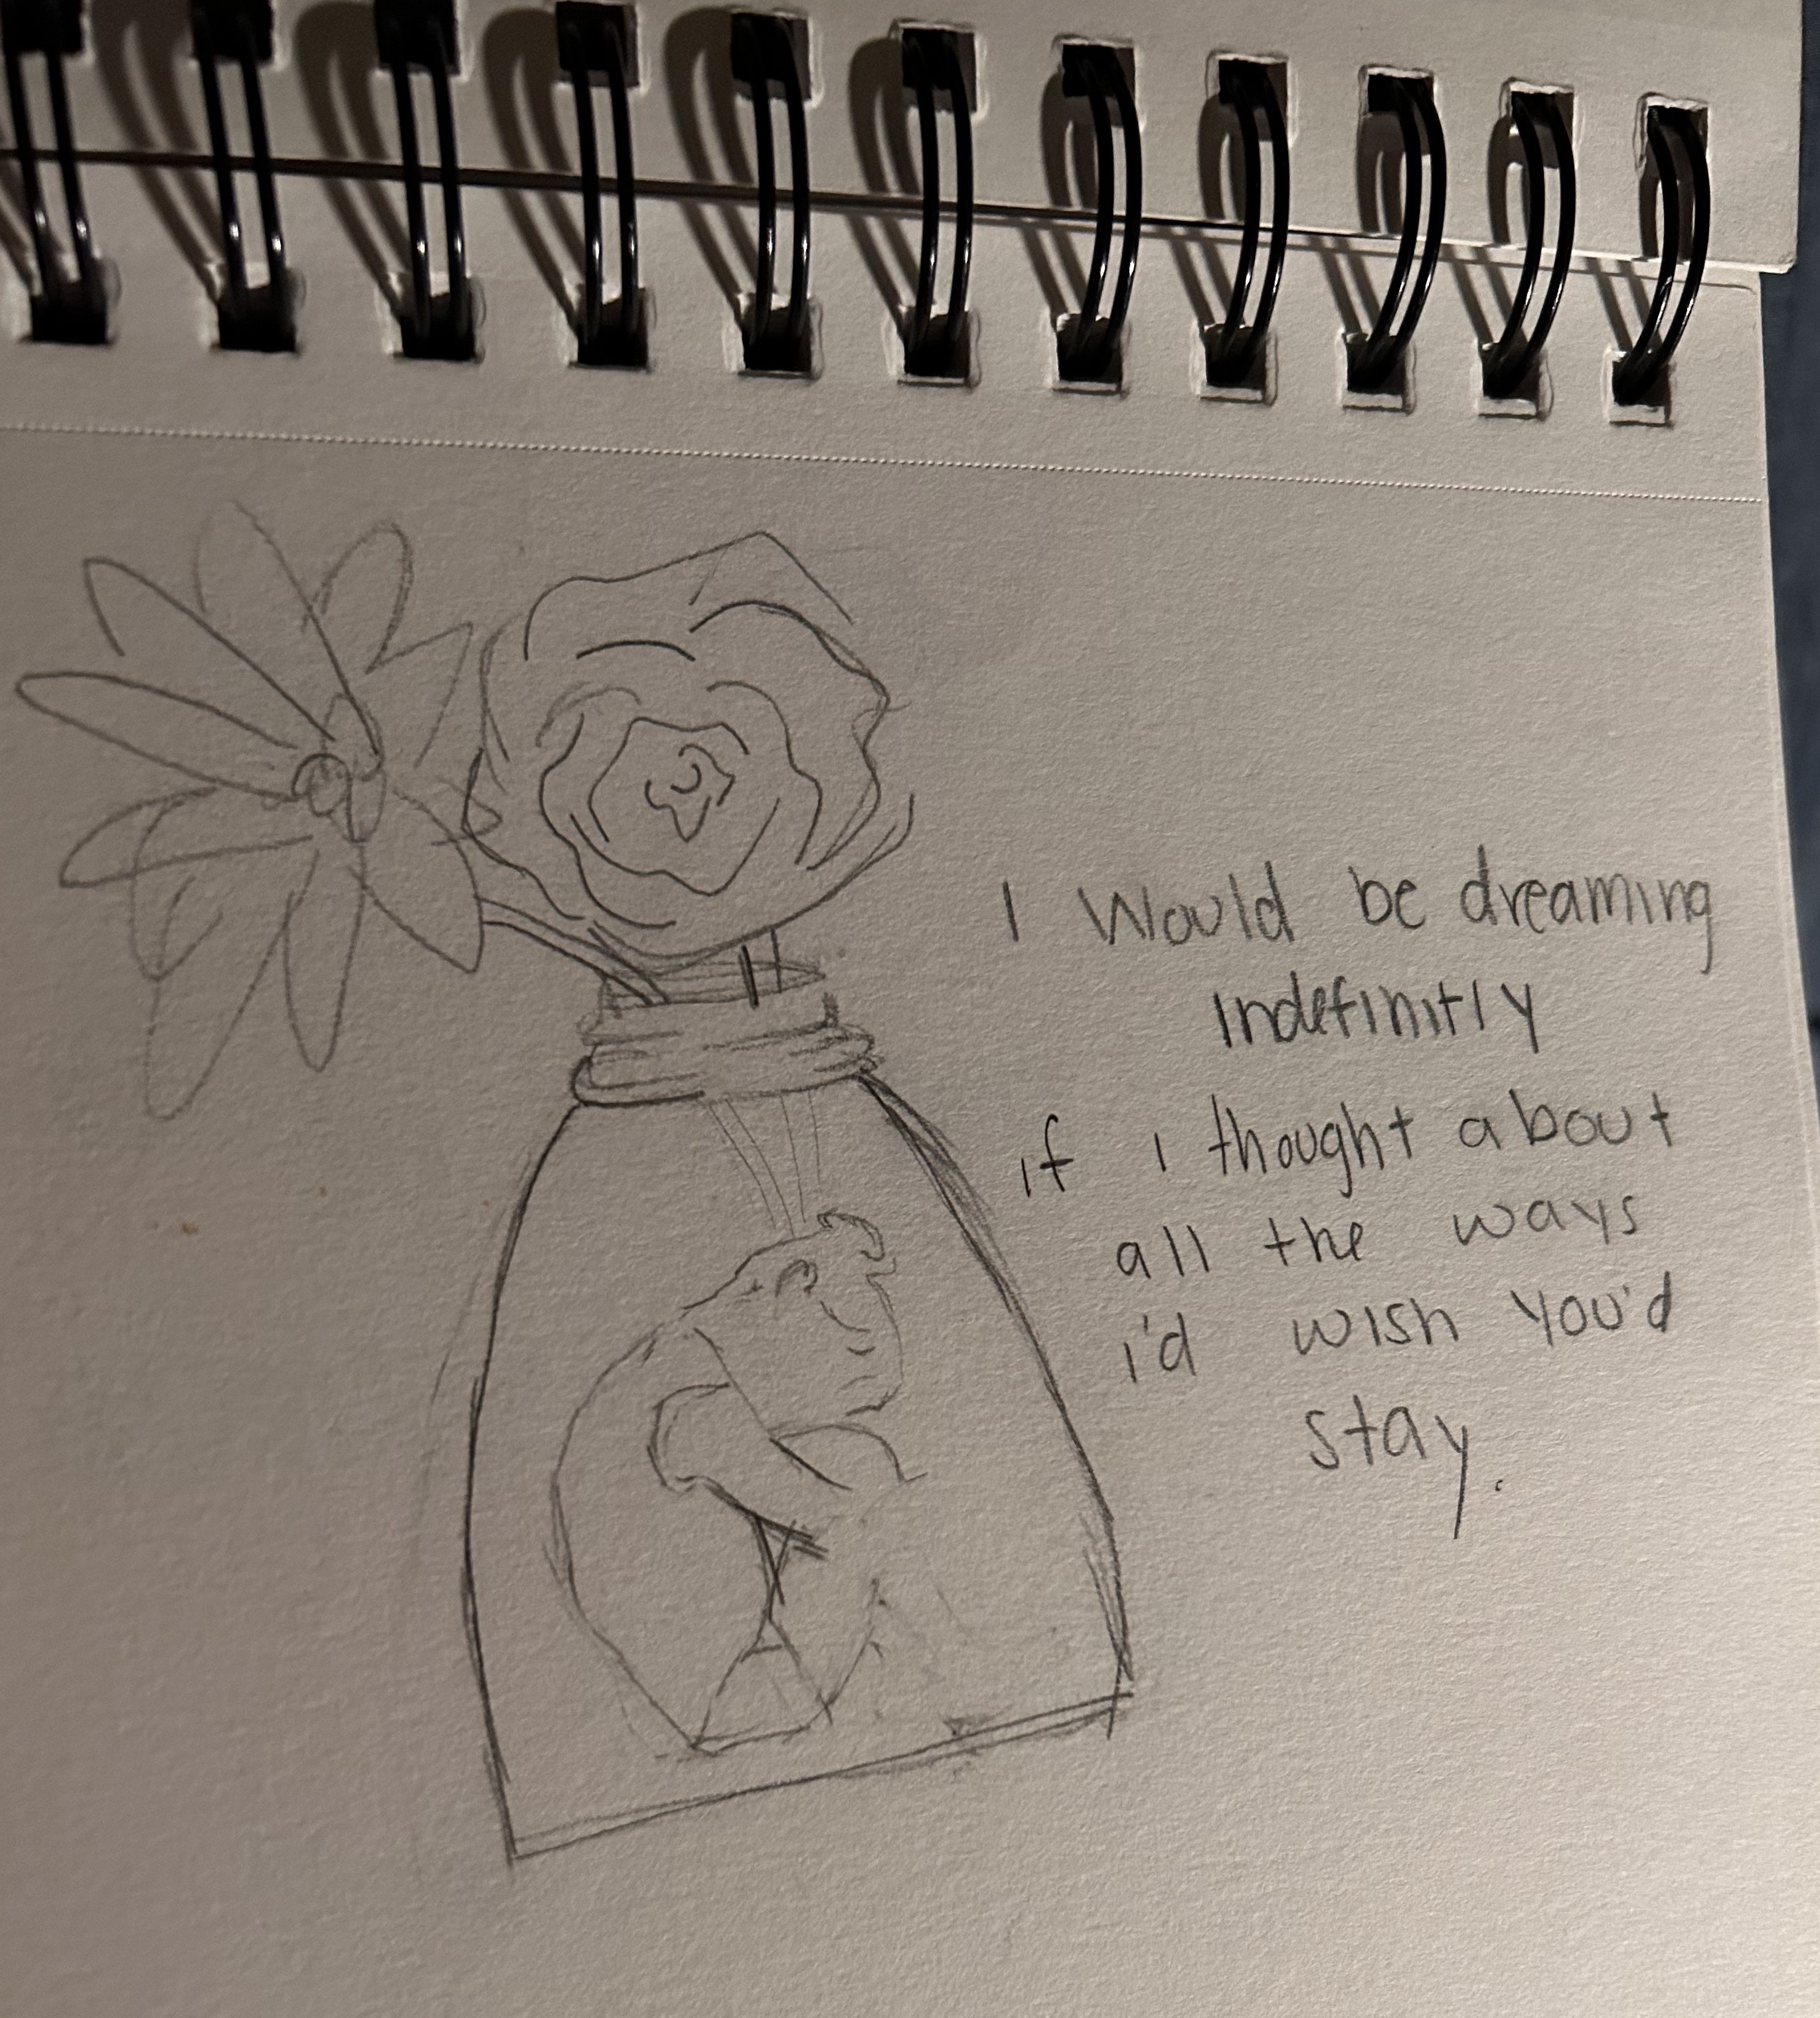 I would be dreaming
indefinitly
if i thought about
all the ways
i'd wish you'd
stay.